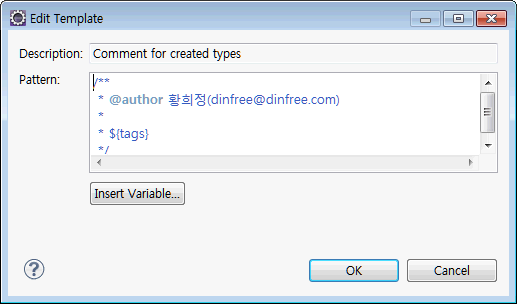 Edit Template
Description: Comment for created types
Pattern: /**
* @author 황희정(dinfree@dinfree.com)
*
* ${tags}
*/
Insert Variable...
?
OK Cancel